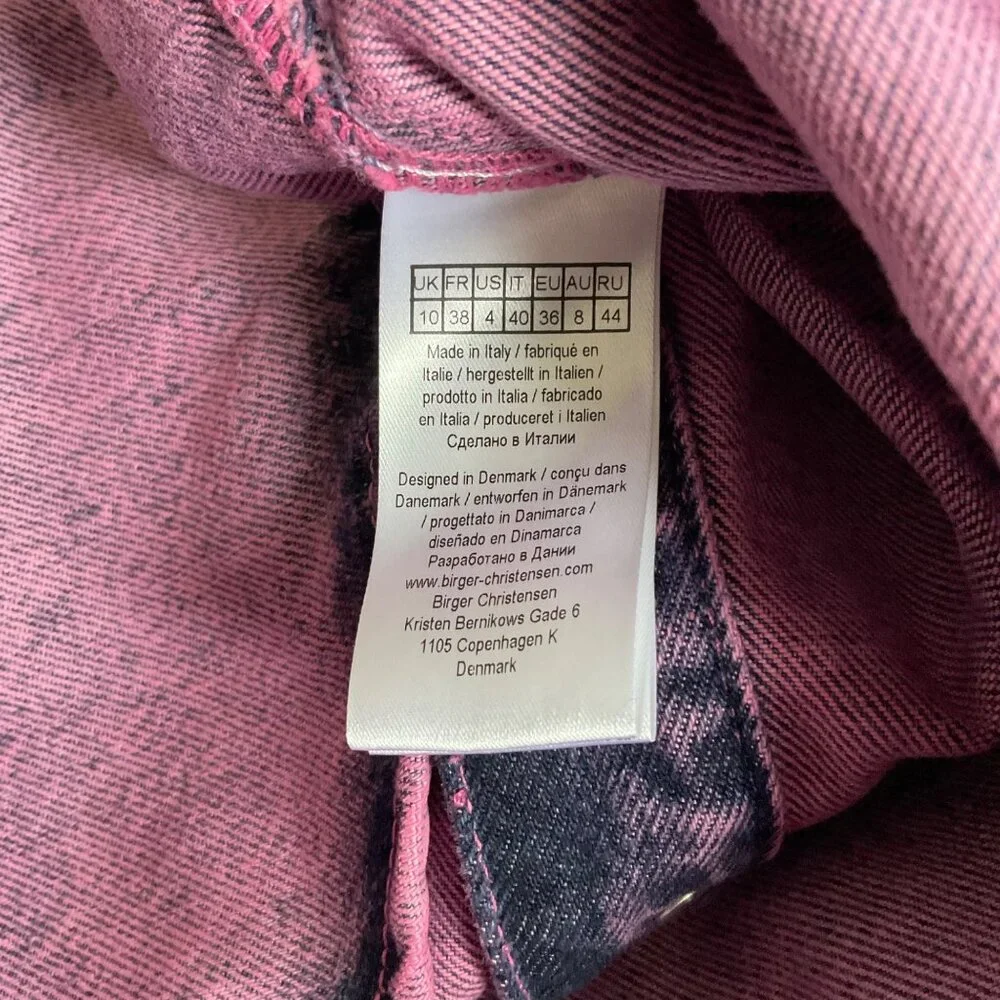 UK FR US IT EU AU RU
10 38 4 40 36 8 44
Made in Italy / fabriqué en
Italie / hergestellt in Italien /
prodotto in Italia / fabricado
en Italia / produceret i Italien
Сделано в Италии
Designed in Denmark / conçu dans
Danemark / entworfen in Dänemark
/ progettato in Danimarca /
diseñado en Dinamarca
Разработано в Дании
www.birger-christensen.com
Birger Christensen
Kristen Bernikows Gade 6
1105 Copenhagen K
Denmark